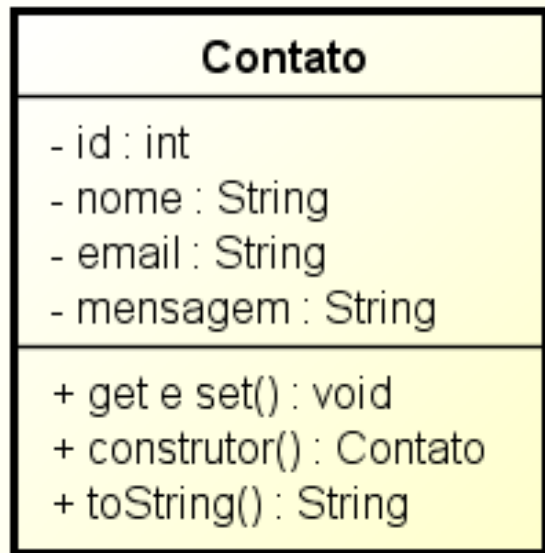 Contato
- id : int
- nome : String
- email : String
- mensagem : String
+ get e set() : void
+ construtor() : Contato
+ toString() : String